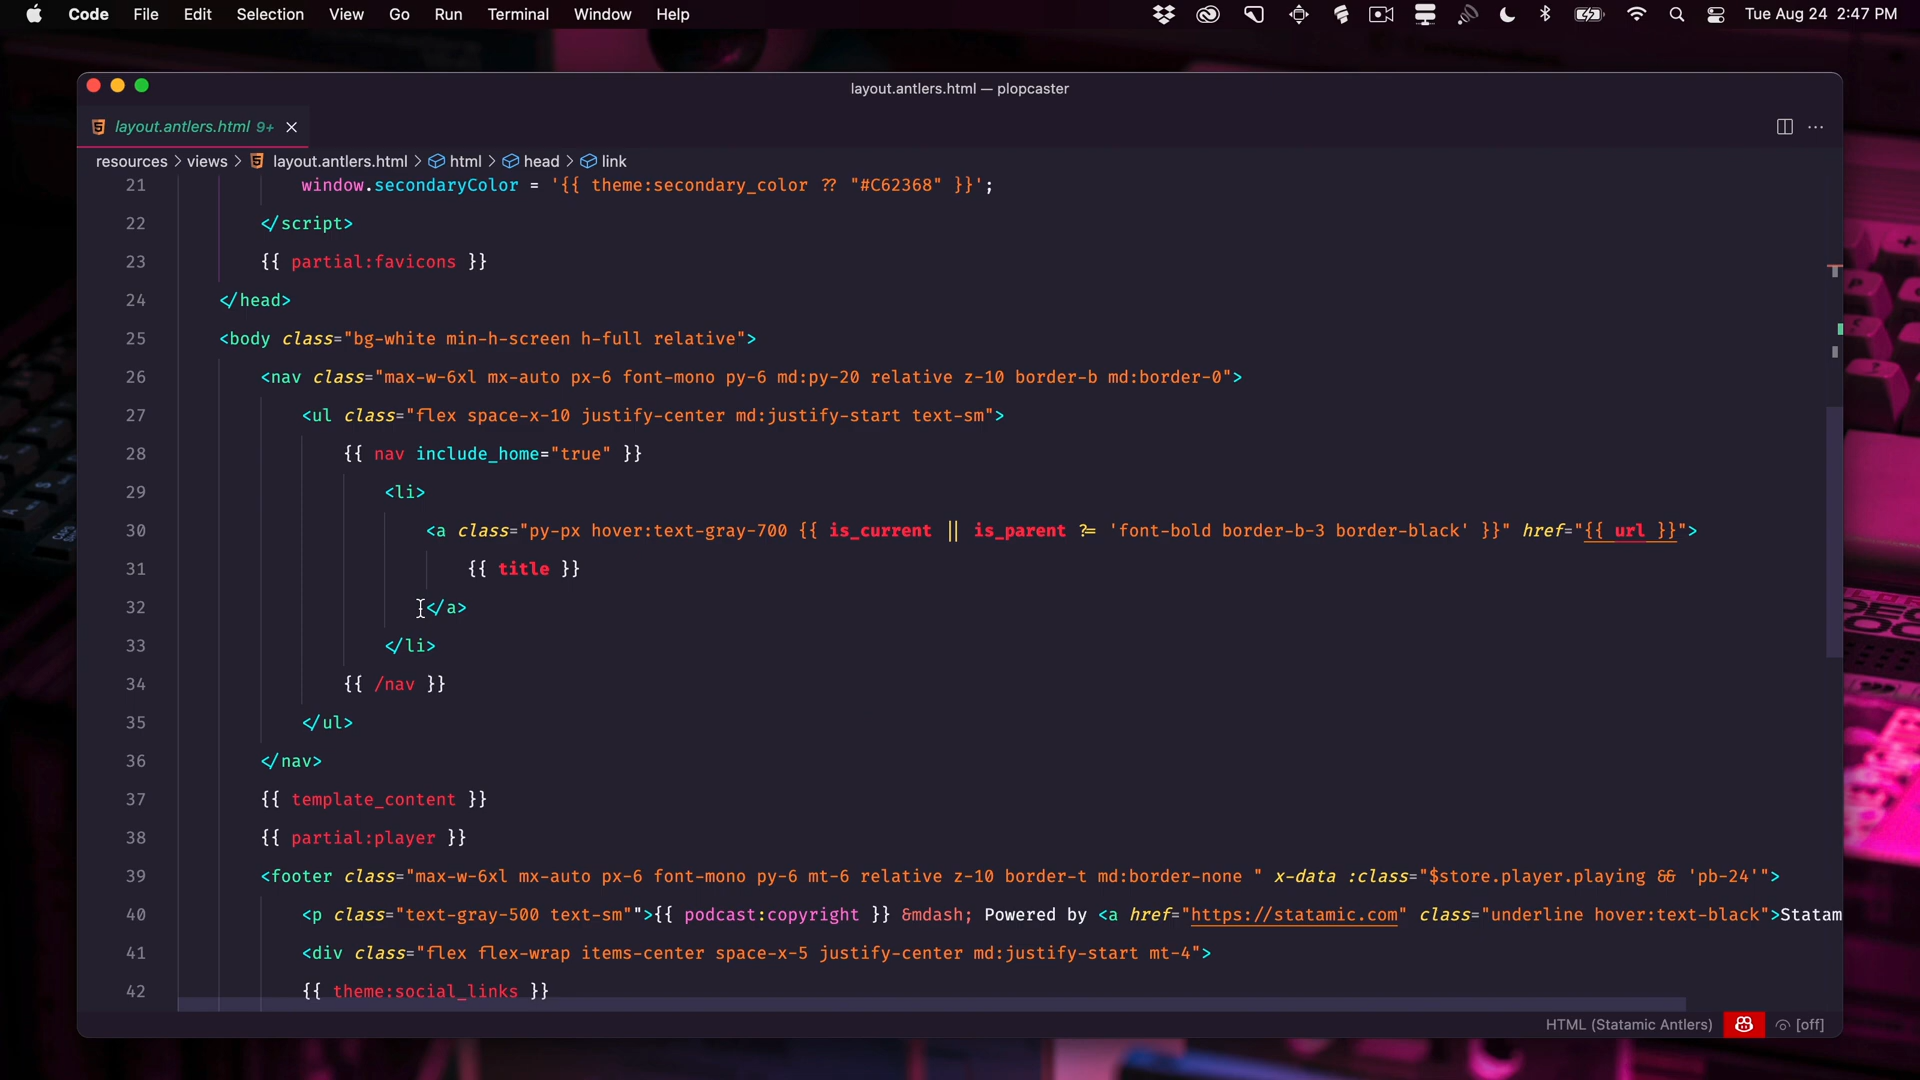 Code File Edit Selection View Go Run Terminal Window Help Tue Aug 24 2:47 PM
layout.antlers.html — plopcaster
layout.antlers.html 9+
resources > views > layout.antlers.html > html > head > link
21 window.secondaryColor = '{{ theme:secondary_color ?? "#C62368" }}';
22 </script>
23 {{ partial:favicons }}
24 </head>
25 <body class="bg-white min-h-screen h-full relative">
26 <nav class="max-w-6xl mx-auto px-6 font-mono py-6 md:py-20 relative z-10 border-b md:border-0">
27 <ul class="flex space-x-10 justify-center md:justify-start text-sm">
28 {{ nav include_home="true" }}
29 <li>
30 <a class="py-px hover:text-gray-700 {{ is_current || is_parent ?= 'font-bold border-b-3 border-black' }}" href="{{ url }}">
31 {{ title }}
32 </a>
33 </li>
34 {{ /nav }}
35 </ul>
36 </nav>
37 {{ template_content }}
38 {{ partial:player }}
39 <footer class="max-w-6xl mx-auto px-6 font-mono py-6 mt-6 relative z-10 border-t md:border-none " x-data :class="$store.player.playing && 'pb-24'">
40 <p class="text-gray-500 text-sm"">{{ podcast:copyright }} &mdash; Powered by <a href="https://statamic.com" class="underline hover:text-black">Statam
41 <div class="flex flex-wrap items-center space-x-5 justify-center md:justify-start mt-4">
42 {{ theme:social_links }}
HTML (Statamic Antlers) [off]